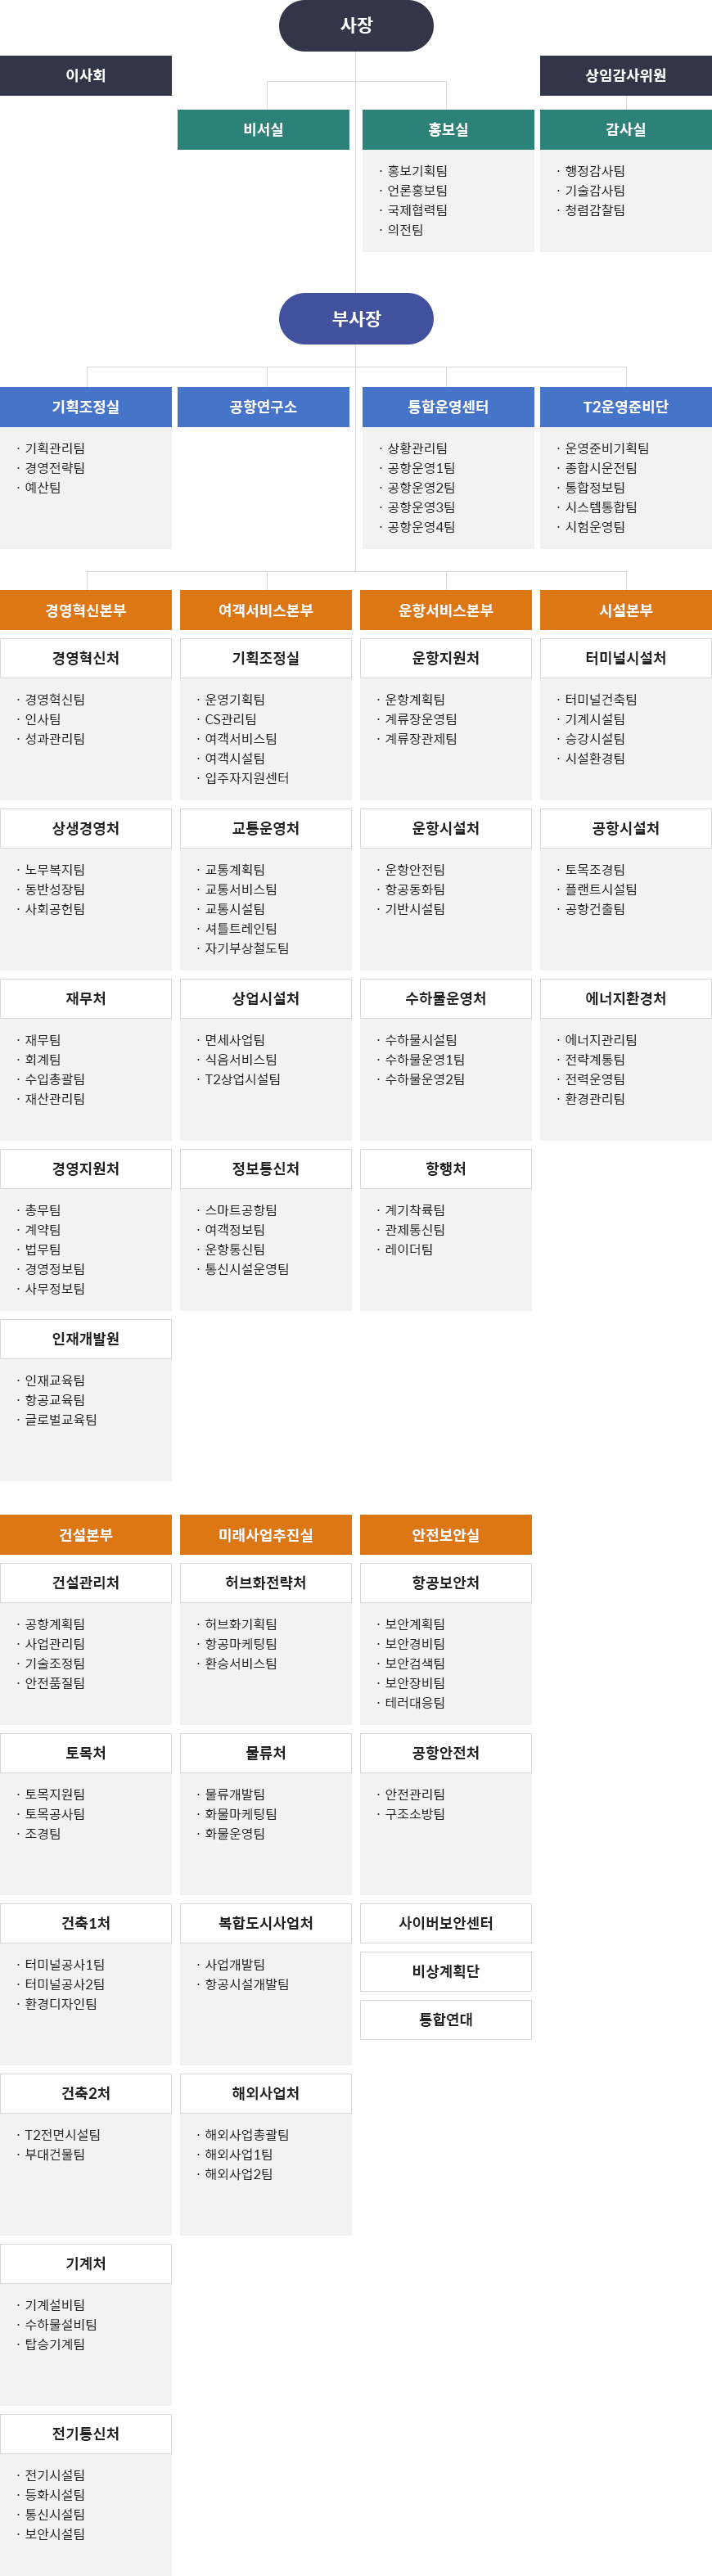 사장
이사회
상임감사위원
비서실
홍보실
· 홍보기획팀
· 언론홍보팀
· 국제협력팀
· 의전팀
감사실
· 행정감사팀
· 기술감사팀
· 청렴감찰팀
부사장
기획조정실
· 기획관리팀
· 경영전략팀
· 예산팀
공항연구소
통합운영센터
· 상황관리팀
· 공항운영1팀
· 공항운영2팀
· 공항운영3팀
· 공항운영4팀
T2운영준비단
· 운영준비기획팀
· 종합시운전팀
· 통합정보팀
· 시스템통합팀
· 시험운영팀
경영혁신본부
경영혁신처
· 경영혁신팀
· 인사팀
· 성과관리팀
상생경영처
· 노무복지팀
· 동반성장팀
· 사회공헌팀
재무처
· 재무팀
· 회계팀
· 수입총괄팀
· 재산관리팀
경영지원처
· 총무팀
· 계약팀
· 법무팀
· 경영정보팀
· 사무정보팀
인재개발원
· 인재교육팀
· 항공교육팀
· 글로벌교육팀
여객서비스본부
기획조정실
· 운영기획팀
· CS관리팀
· 여객서비스팀
· 여객시설팀
· 입주자지원센터
교통운영처
· 교통계획팀
· 교통서비스팀
· 교통시설팀
· 셔틀트레인팀
· 자기부상철도팀
상업시설처
· 면세사업팀
· 식음서비스팀
· T2상업시설팀
정보통신처
· 스마트공항팀
· 여객정보팀
· 운항통신팀
· 통신시설운영팀
운항서비스본부
운항지원처
· 운항계획팀
· 계류장운영팀
· 계류장관제팀
운항시설처
· 운항안전팀
· 항공등화팀
· 기반시설팀
수하물운영처
· 수하물시설팀
· 수하물운영1팀
· 수하물운영2팀
항행처
· 계기착륙팀
· 관제통신팀
· 레이더팀
시설본부
터미널시설처
· 터미널건축팀
· 기계시설팀
· 승강시설팀
· 시설환경팀
공항시설처
· 토목조경팀
· 플랜트시설팀
· 공항건출팀
에너지환경처
· 에너지관리팀
· 전략계통팀
· 전력운영팀
· 환경관리팀
건설본부
건설관리처
· 공항계획팀
· 사업관리팀
· 기술조정팀
· 안전품질팀
토목처
· 토목지원팀
· 토목공사팀
· 조경팀
건축1처
· 터미널공사1팀
· 터미널공사2팀
· 환경디자인팀
건축2처
· T2전면시설팀
· 부대건물팀
기계처
· 기계설비팀
· 수하물설비팀
· 탑승기계팀
전기통신처
· 전기시설팀
· 등화시설팀
· 통신시설팀
· 보안시설팀
미래사업추진실
허브화전략처
· 허브화기획팀
· 항공마케팅팀
· 환승서비스팀
물류처
· 물류개발팀
· 화물마케팅팀
· 화물운영팀
복합도시사업처
· 사업개발팀
· 항공시설개발팀
해외사업처
· 해외사업총괄팀
· 해외사업1팀
· 해외사업2팀
안전보안실
항공보안처
· 보안계획팀
· 보안경비팀
· 보안검색팀
· 보안장비팀
· 테러대응팀
공항안전처
· 안전관리팀
· 구조소방팀
사이버보안센터
비상계획단
통합연대